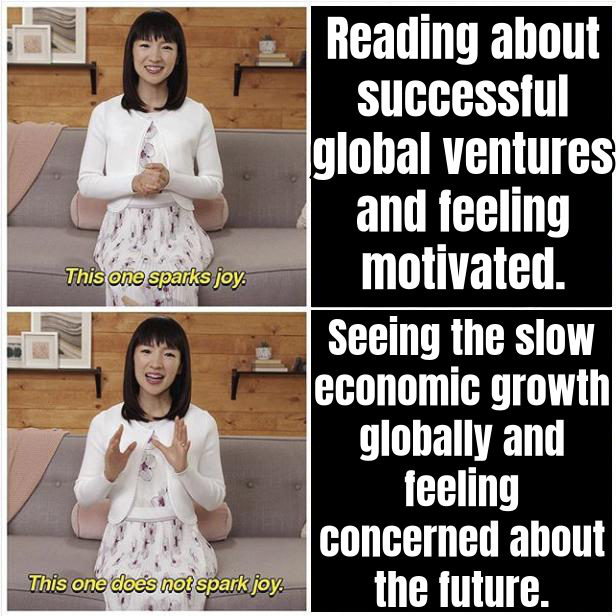 This one sparks joy.
Reading about
successful
global ventures
and feeling
motivated.
This one does not spark joy.
Seeing the slow
economic growth
globally and
feeling
concerned about
the future.